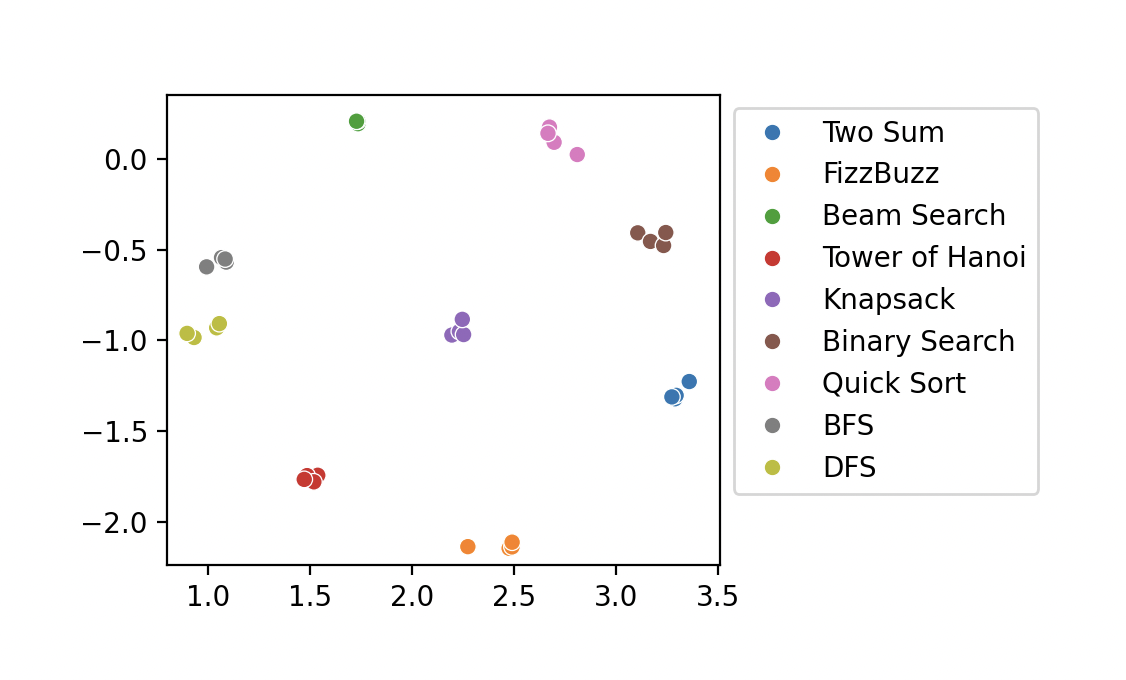 0.0
−0.5
−1.0
−1.5
−2.0
1.0 1.5 2.0 2.5 3.0 3.5
Two Sum
FizzBuzz
Beam Search
Tower of Hanoi
Knapsack
Binary Search
Quick Sort
BFS
DFS